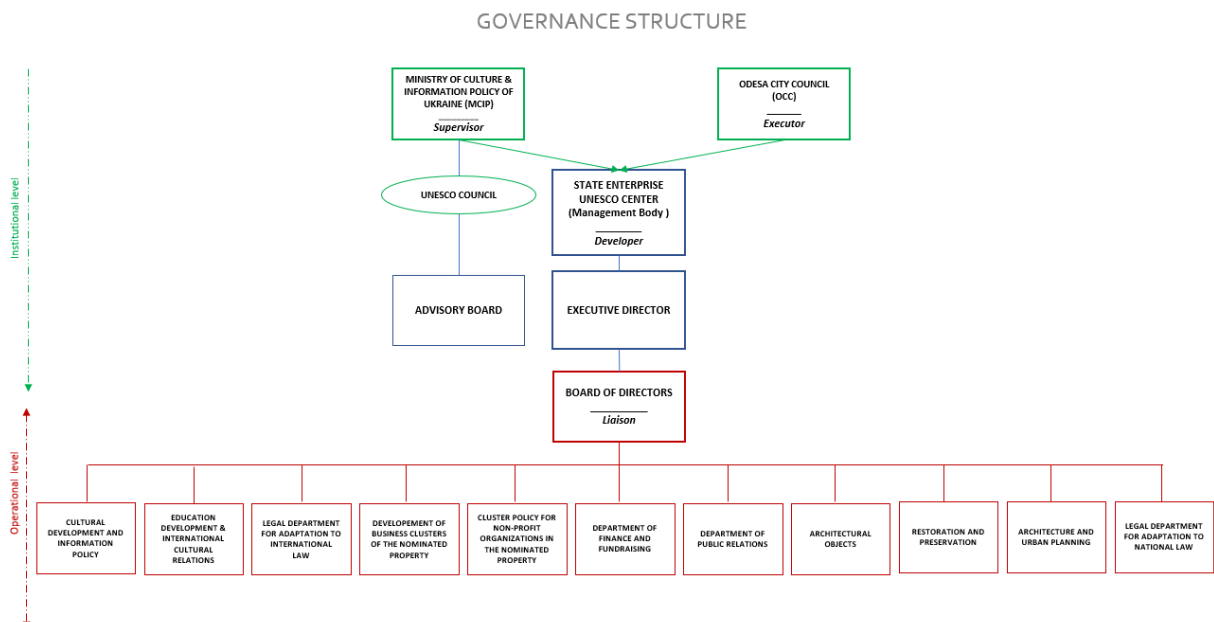 GOVERNANCE STRUCTURE
MINISTRY OF CULTURE &
INFORMATION POLICY OF
UKRAINE (MCIP)
Supervisor
ODESA CITY COUNCIL
(OCC)
Executor
Institutional level
UNESCO COUNCIL
STATE ENTERPRISE
UNESCO CENTER
(Management Body )
Developer
ADVISORY BOARD
EXECUTIVE DIRECTOR
BOARD OF DIRECTORS
Liaison
Operational level
CULTURAL
DEVELOPMENT AND
INFORMATION
POLICY
EDUCATION
DEVELOPMENT &
INTERNATIONAL
CULTURAL
RELATIONS
LEGAL DEPARTMENT
FOR ADAPTATION TO
INTERNATIONAL
LAW
DEVELOPEMENT OF
BUSINESS CLUSTERS
OF THE NOMINATED
PROPERTY
CLUSTER POLICY FOR
NON-PROFIT
ORGANIZATIONS IN
THE NOMINATED
PROPERTY
DEPARTMENT OF
FINANCE AND
FUNDRAISING
DEPARTMENT OF
PUBLIC RELATIONS
ARCHITECTURAL
OBJECTS
RESTORATION AND
PRESERVATION
ARCHITECTURE AND
URBAN PLANNING
LEGAL DEPARTMENT
FOR ADAPTATION TO
NATIONAL LAW